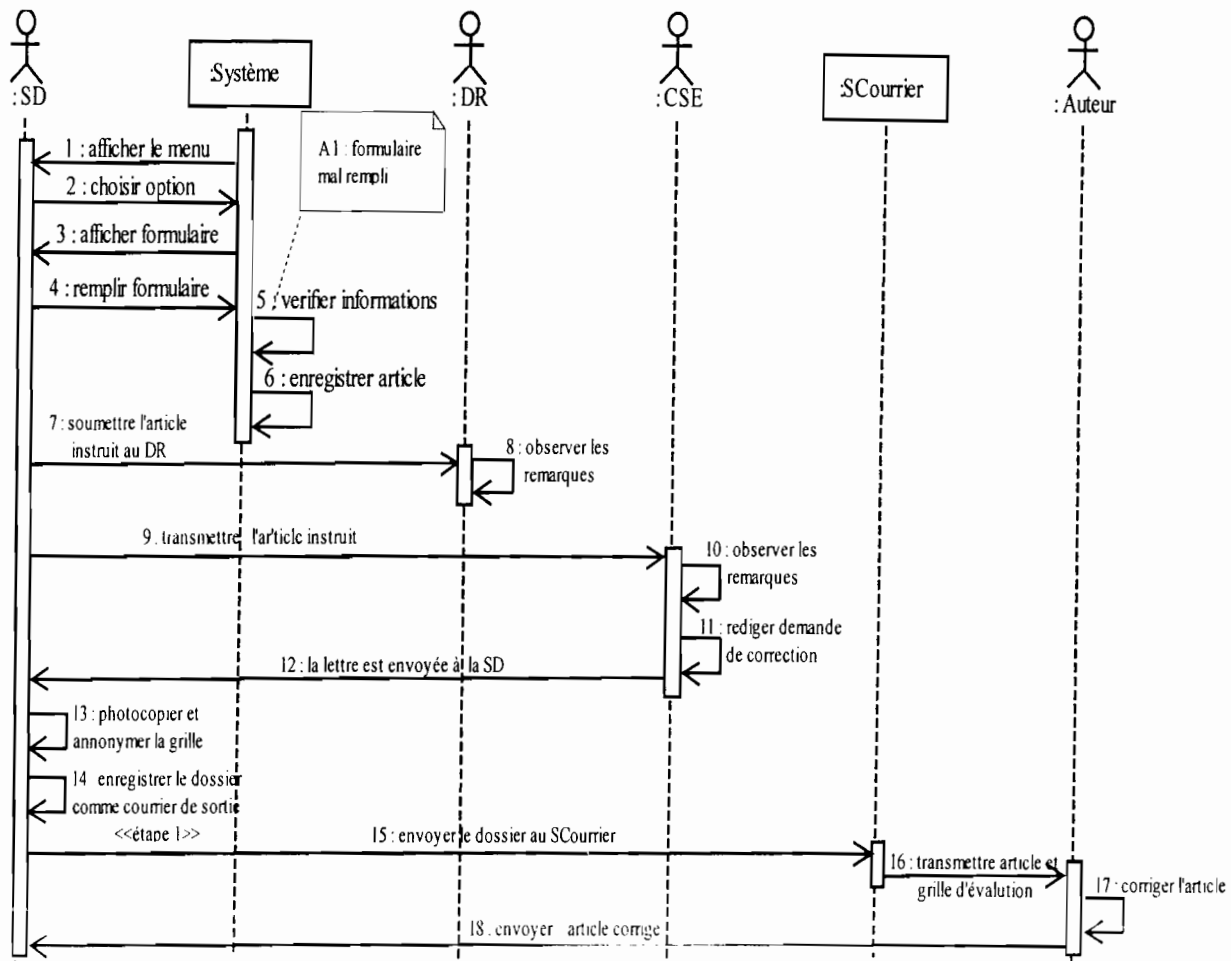 : SD
:Système
: DR
: CSE
:SCourrier
: Auteur
A1 : formulaire
mal rempli
1 : afficher le menu
2 : choisir option
3 : afficher formulaire
4 : remplir formulaire
5 : verifier informations
6 : enregistrer article
7 : soumettre l'article
instruit au DR
8 : observer les
remarques
9 . transmettre l'article instruit
10 : observer les
remarques
11 : rediger demande
de correction
12 : la lettre est envoyée à la SD
13 : photocopier et
annonymer la grille
14 enregistrer le dossier
comme courrier de sortie
<<étape 1>>
15 : envoyer le dossier au SCourrier
16 : transmettre article et
grille d'évalution
17 : corriger l'article
18 . envoyer article corrige